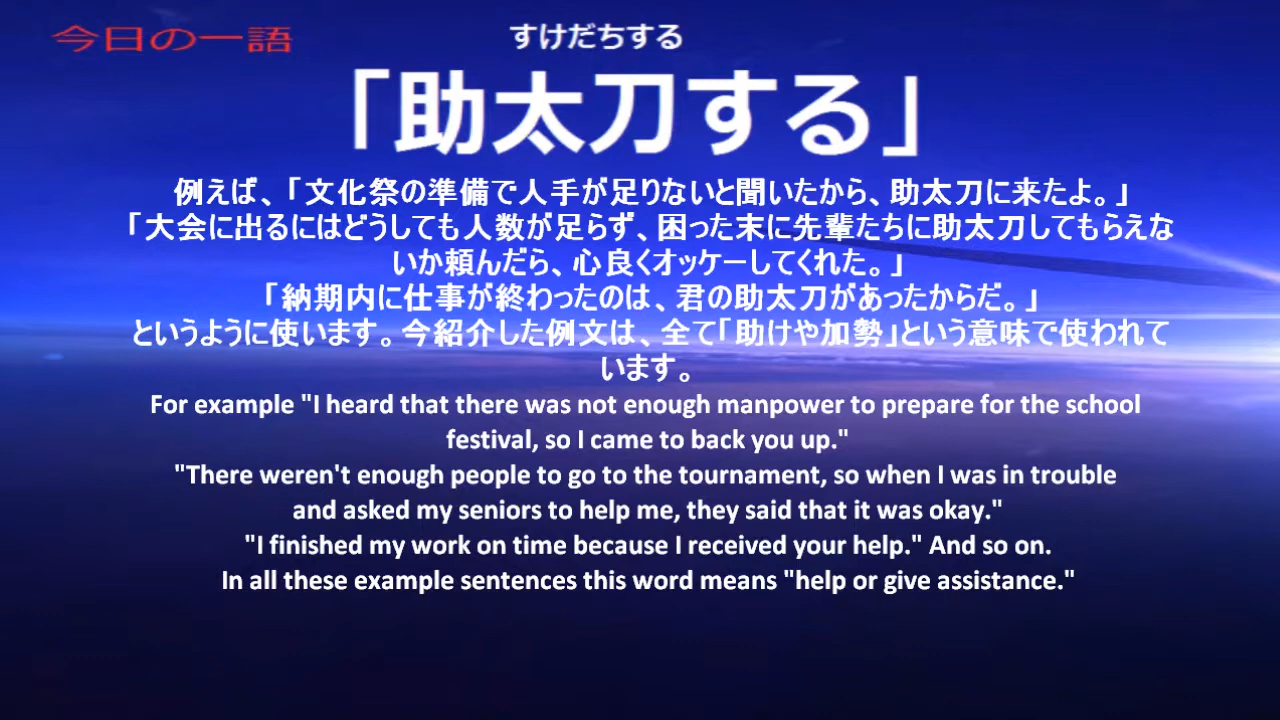 今日の一語
すけだちする
「助太刀する」
例えば、「文化祭の準備で人手が足りないと聞いたから、助太刀に来たよ。」
「大会に出るにはどうしても人数が足らず、困った末に先輩たちに助太刀してもらえな
いか頼んだら、心良くオッケーしてくれた。」
「納期内に仕事が終わったのは、君の助太刀があったからだ。」
というように使います。今紹介した例文は、全て「助けや加勢」という意味で使われて
います。
For example "I heard that there was not enough manpower to prepare for the school
festival, so I came to back you up."
"There weren't enough people to go to the tournament, so when I was in trouble
and asked my seniors to help me, they said that it was okay."
"I finished my work on time because I received your help." And so on.
In all these example sentences this word means "help or give assistance."